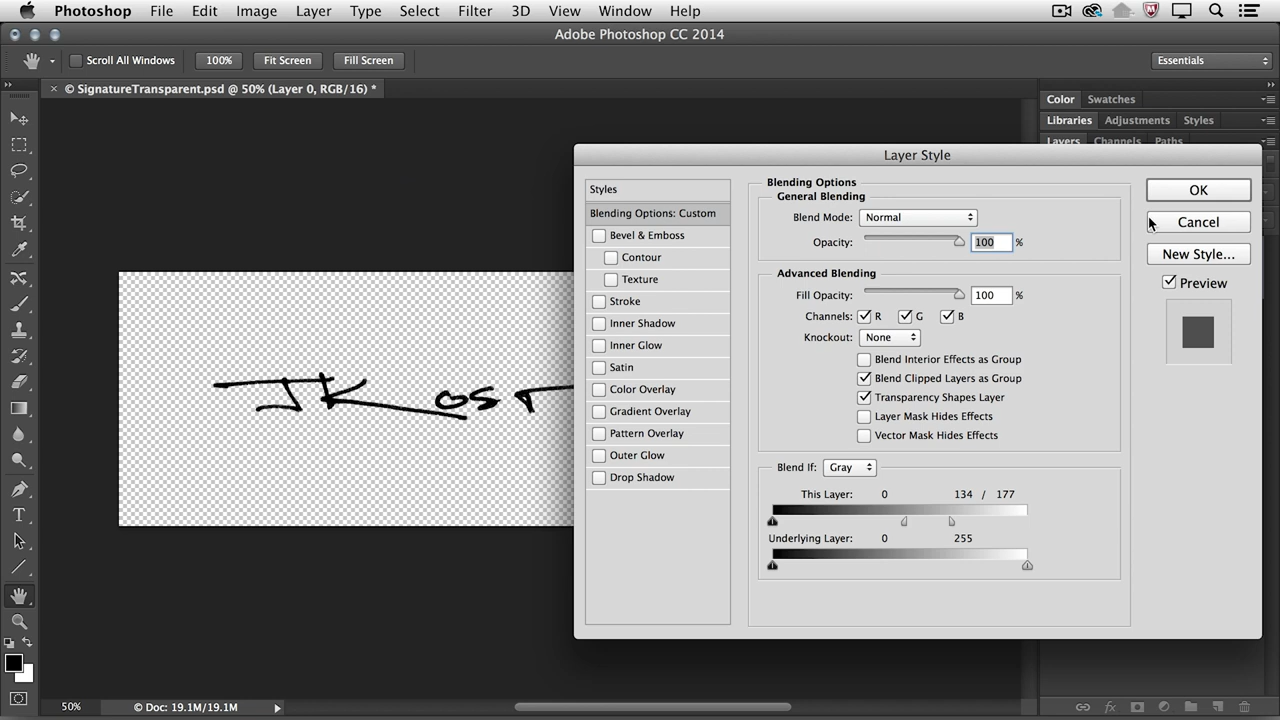 Photoshop File Edit Image Layer Type Select Filter 3D View Window Help
Adobe Photoshop CC 2014
Scroll All Windows 100% Fit Screen Fill Screen Essentials
× © SignatureTransparent.psd @ 50% (Layer 0, RGB/16) *
Color Swatches
Libraries Adjustments Styles
Layers Channels Paths
Layer Style
Styles
Blending Options: Custom
Bevel & Emboss
Contour
Texture
Stroke
Inner Shadow
Inner Glow
Satin
Color Overlay
Gradient Overlay
Pattern Overlay
Outer Glow
Drop Shadow
Blending Options
General Blending
Blend Mode: Normal
Opacity: 100 %
Advanced Blending
Fill Opacity: 100 %
Channels: R G B
Knockout: None
Blend Interior Effects as Group
Blend Clipped Layers as Group
Transparency Shapes Layer
Layer Mask Hides Effects
Vector Mask Hides Effects
Blend If: Gray
This Layer: 0 134 / 177
Underlying Layer: 0 255
OK
Cancel
New Style...
Preview
50% © Doc: 19.1M/19.1M